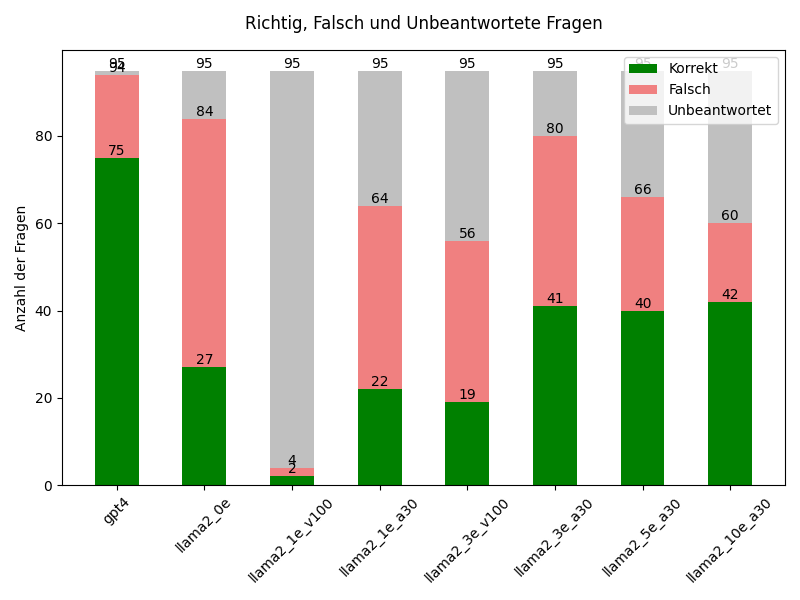 Richtig, Falsch und Unbeantwortete Fragen
95 95 95 95 95 95 95 95
94 84 4 64 56 80 66 60
75 27 2 22 19 41 40 42
Korrekt
Falsch
Unbeantwortet
Anzahl der Fragen
80
60
40
20
0
gpt4
llama2_0e
llama2_1e_v100
llama2_1e_a30
llama2_3e_v100
llama2_3e_a30
llama2_5e_a30
llama2_10e_a30